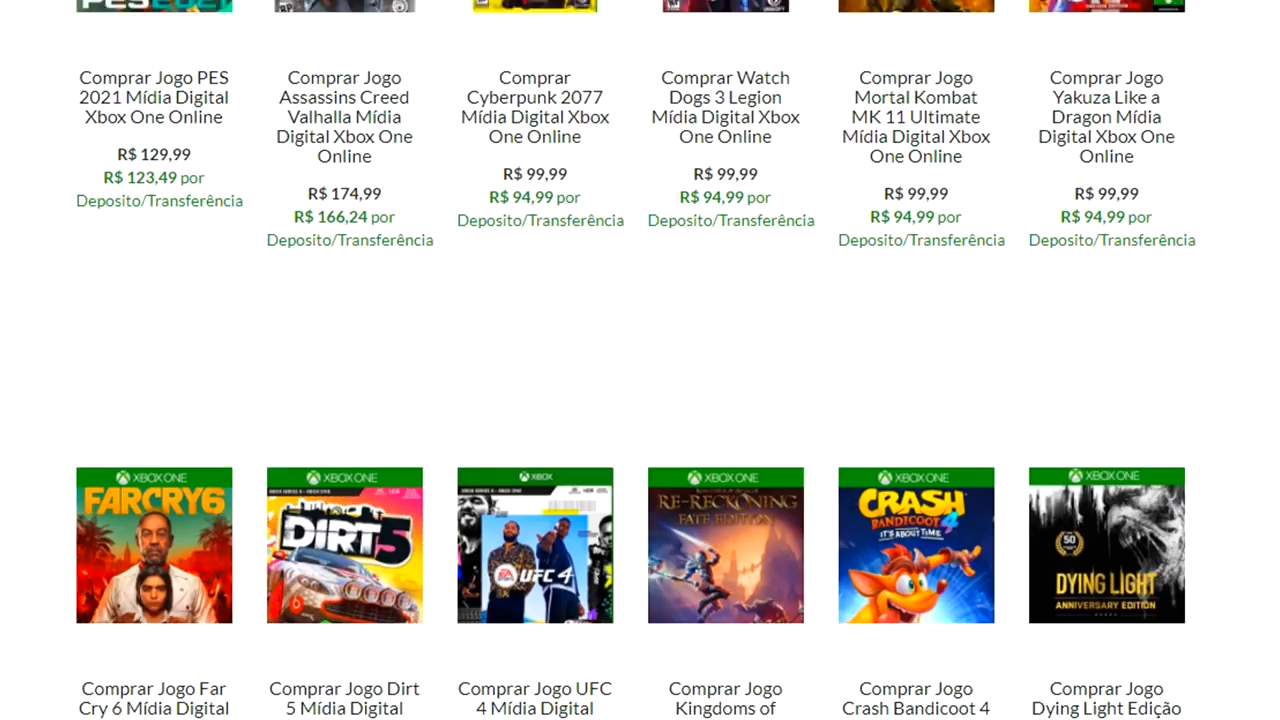 PES2021
Comprar Jogo PES
2021 Mídia Digital
Xbox One Online
R$ 129,99
R$ 123,49 por
Deposito/Transferência
Comprar Jogo
Assassins Creed
Valhalla Mídia
Digital Xbox One
Online
R$ 174,99
R$ 166,24 por
Deposito/Transferência
Comprar
Cyberpunk 2077
Mídia Digital Xbox
One Online
R$ 99,99
R$ 94,99 por
Deposito/Transferência
Comprar Watch
Dogs 3 Legion
Mídia Digital Xbox
One Online
R$ 99,99
R$ 94,99 por
Deposito/Transferência
Comprar Jogo
Mortal Kombat
MK 11 Ultimate
Mídia Digital Xbox
One Online
R$ 99,99
R$ 94,99 por
Deposito/Transferência
Comprar Jogo
Yakuza Like a
Dragon Mídia
Digital Xbox One
Online
R$ 99,99
R$ 94,99 por
Deposito/Transferência
XBOX ONE
FARCRY6
Comprar Jogo Far
Cry 6 Mídia Digital
XBOX ONE
DIRT 5
Comprar Jogo Dirt
5 Mídia Digital
XBOX
EA SPORTS
UFC 4
Comprar Jogo UFC
4 Mídia Digital
XBOX ONE
RE-RECKONING
FATE EDITION
Comprar Jogo
Kingdoms of
XBOX ONE
CRASH
BANDICOOT 4
IT'S ABOUT TIME
Comprar Jogo
Crash Bandicoot 4
XBOX ONE
50
DYING LIGHT
ANNIVERSARY EDITION
Comprar Jogo
Dying Light Edição